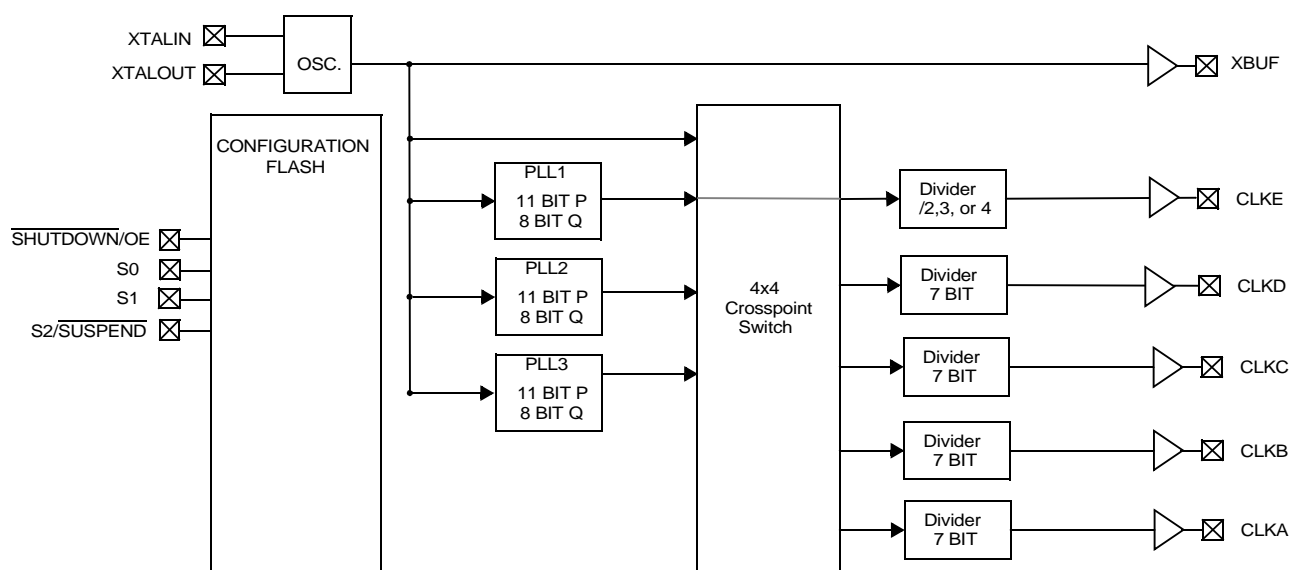 XTALIN
XTALOUT
OSC.
XBUF
CONFIGURATION
FLASH
SHUTDOWN/OE
S0
S1
S2/SUSPEND
PLL1
11 BIT P
8 BIT Q
PLL2
11 BIT P
8 BIT Q
PLL3
11 BIT P
8 BIT Q
4x4
Crosspoint
Switch
Divider
/2,3, or 4
CLKE
Divider
7 BIT
CLKD
Divider
7 BIT
CLKC
Divider
7 BIT
CLKB
Divider
7 BIT
CLKA